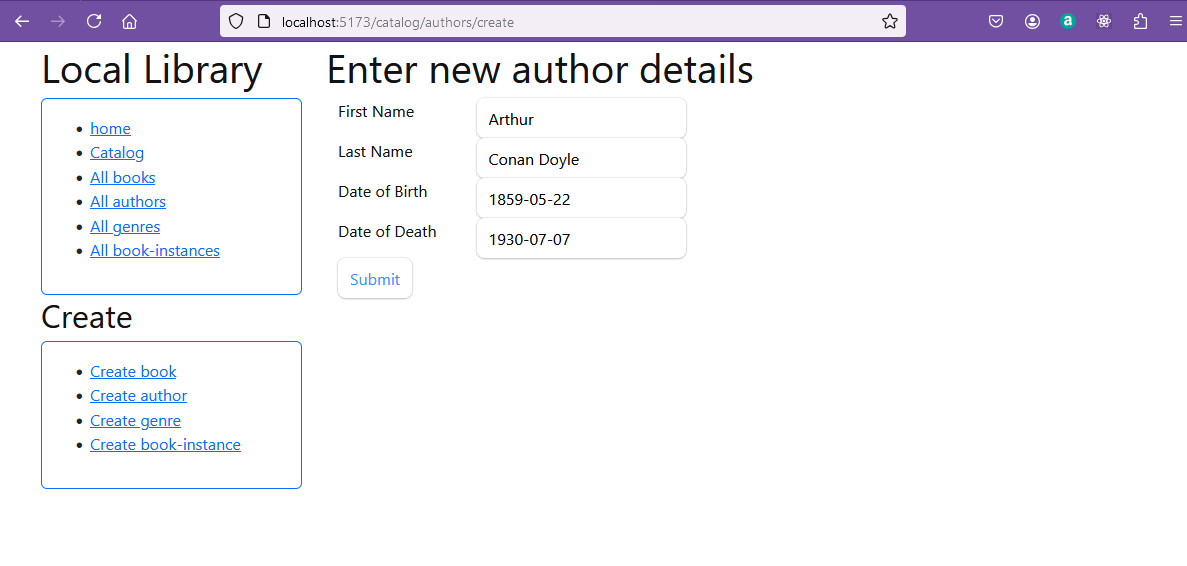 localhost:5173/catalog/authors/create
a
Local Library
home
Catalog
All books
All authors
All genres
All book-instances
Create
Create book
Create author
Create genre
Create book-instance
Enter new author details
First Name Arthur
Last Name Conan Doyle
Date of Birth 1859-05-22
Date of Death 1930-07-07
Submit